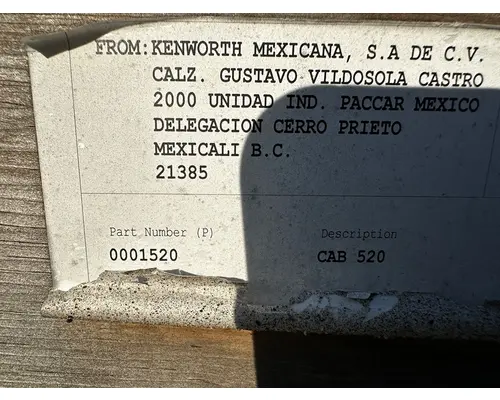 FROM: KENWORTH MEXICANA, S.A DE C.V.
CALZ. GUSTAVO VILDOSOLA CASTRO
2000 UNIDAD IND. PACCAR MEXICO
DELEGACION CERRO PRIETO
MEXICALI B.C.
21385
Part Number (P) Description
0001520 CAB 520